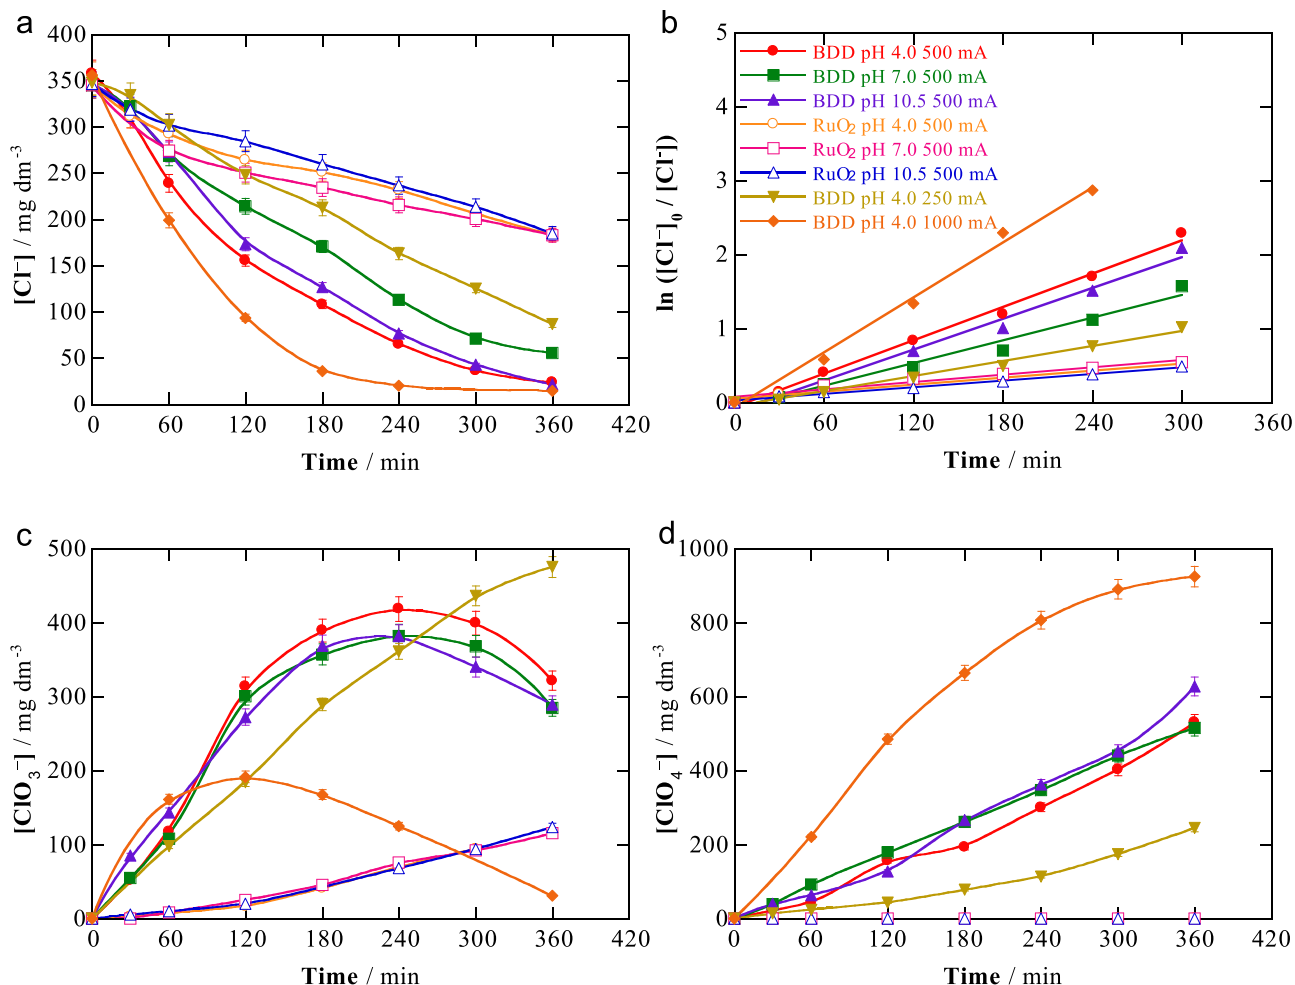 a
400
350
300
250
200
150
100
50
0
[Cl⁻] / mg dm⁻³
0 60 120 180 240 300 360 420
Time / min
b
5
4
3
2
1
0
ln ([Cl⁻]₀ / [Cl⁻])
BDD pH 4.0 500 mA
BDD pH 7.0 500 mA
BDD pH 10.5 500 mA
RuO₂ pH 4.0 500 mA
RuO₂ pH 7.0 500 mA
RuO₂ pH 10.5 500 mA
BDD pH 4.0 250 mA
BDD pH 4.0 1000 mA
0 60 120 180 240 300 360
Time / min
c
500
400
300
200
100
0
[ClO₃⁻] / mg dm⁻³
0 60 120 180 240 300 360 420
Time / min
d
1000
800
600
400
200
0
[ClO₄⁻] / mg dm⁻³
0 60 120 180 240 300 360 420
Time / min